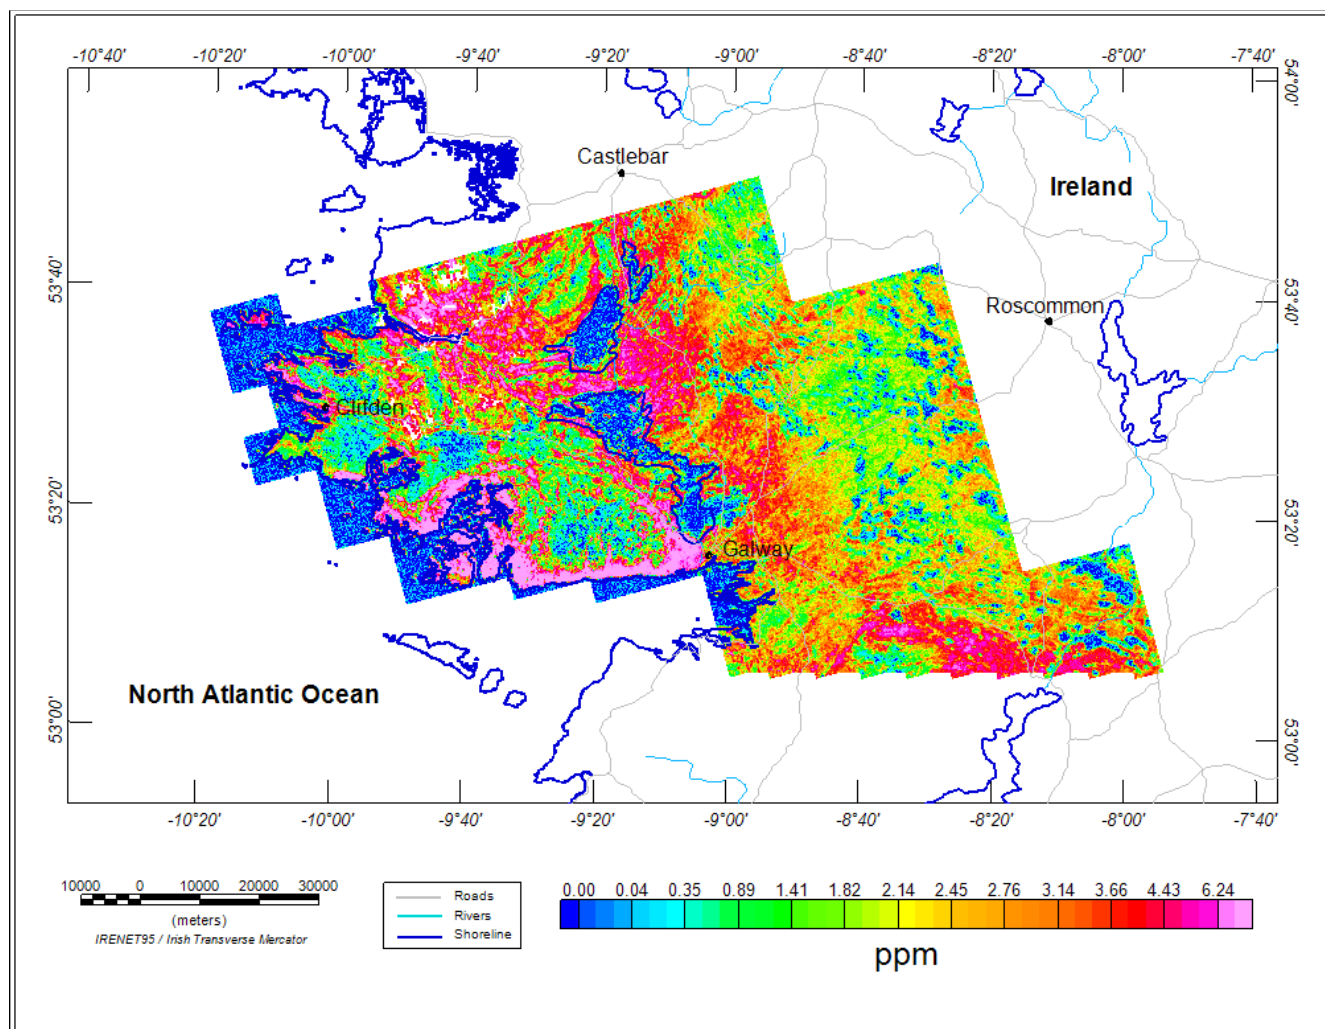 -10°40' -10°20' -10°00' -9°40' -9°20' -9°00' -8°40' -8°20' -8°00' -7°40'
54°00'
Castlebar
Ireland
53°40'
53°40'
Roscommon
Clifden
53°20'
53°20'
Galway
North Atlantic Ocean
53°00'
53°00'
-10°20' -10°00' -9°40' -9°20' -9°00' -8°40' -8°20' -8°00' -7°40'
10000 0 10000 20000 30000
(meters)
IRENET95 / Irish Transverse Mercator
Roads
Rivers
Shoreline
0.00 0.04 0.35 0.89 1.41 1.82 2.14 2.45 2.76 3.14 3.66 4.43 6.24
ppm